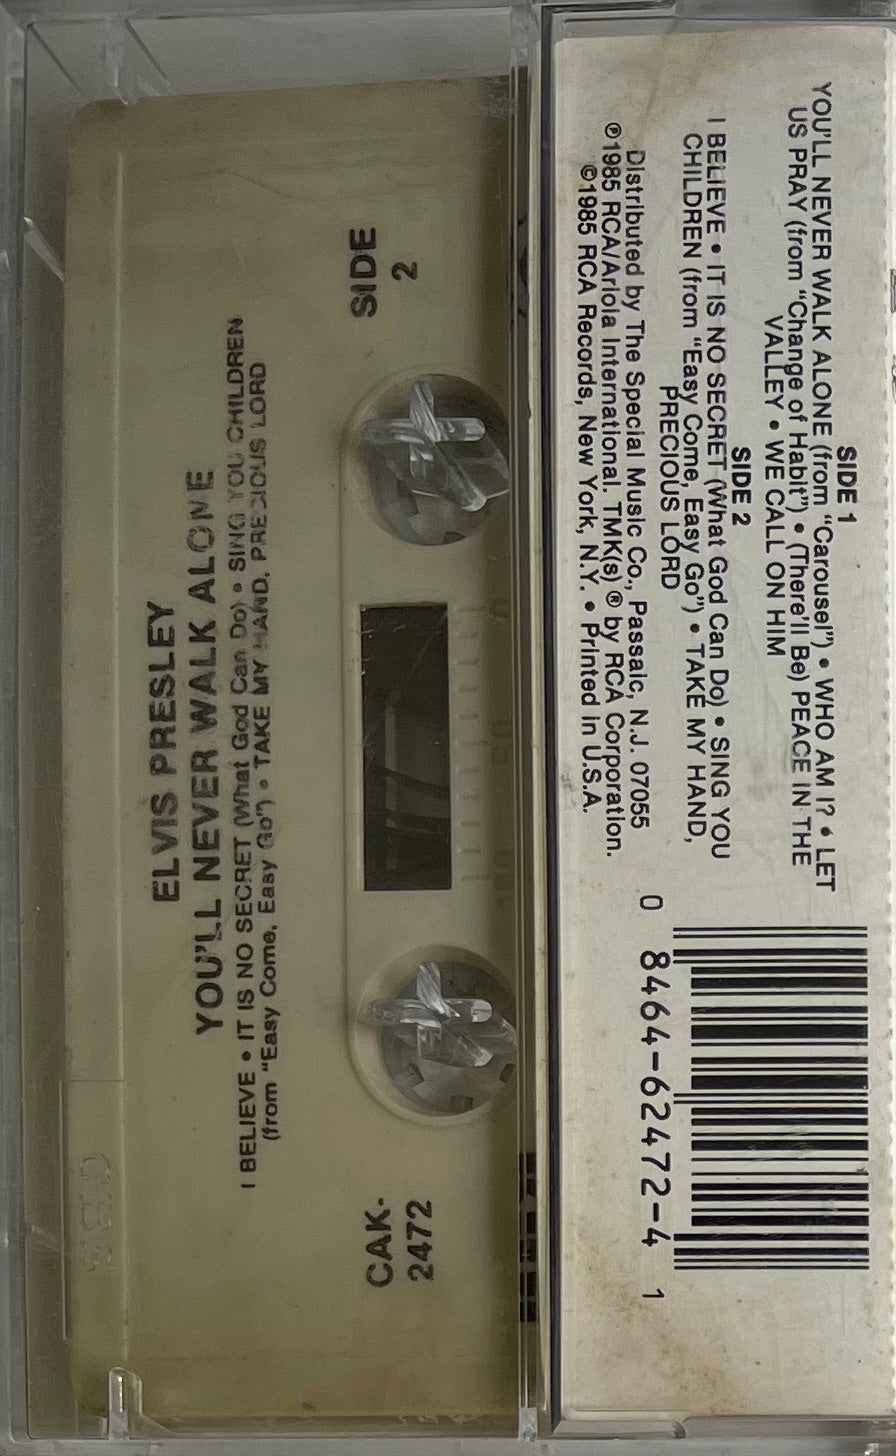 SIDE 1
YOU'LL NEVER WALK ALONE (from "Carousel") • WHO AM I? • LET
US PRAY (from "Change of Habit") • (There'll Be) PEACE IN THE
VALLEY • WE CALL ON HIM
SIDE 2
I BELIEVE • IT IS NO SECRET (What God Can Do) • SING YOU
CHILDREN (from "Easy Come, Easy Go") • TAKE MY HAND,
PRECIOUS LORD
Distributed by The Special Music Co., Passaic, N.J. 07055
℗1985 RCA/Ariola International. TMK(s) ® by RCA Corporation.
©1985 RCA Records, New York, N.Y. • Printed in U.S.A.
0 8464-62472-4 1
SIDE
2
CAK-
2472
ELVIS PRESLEY
YOU'LL NEVER WALK ALONE
I BELIEVE • IT IS NO SECRET (What God Can Do) • SING YOU CHILDREN
(from "Easy Come, Easy Go") • TAKE MY HAND, PRECIOUS LORD